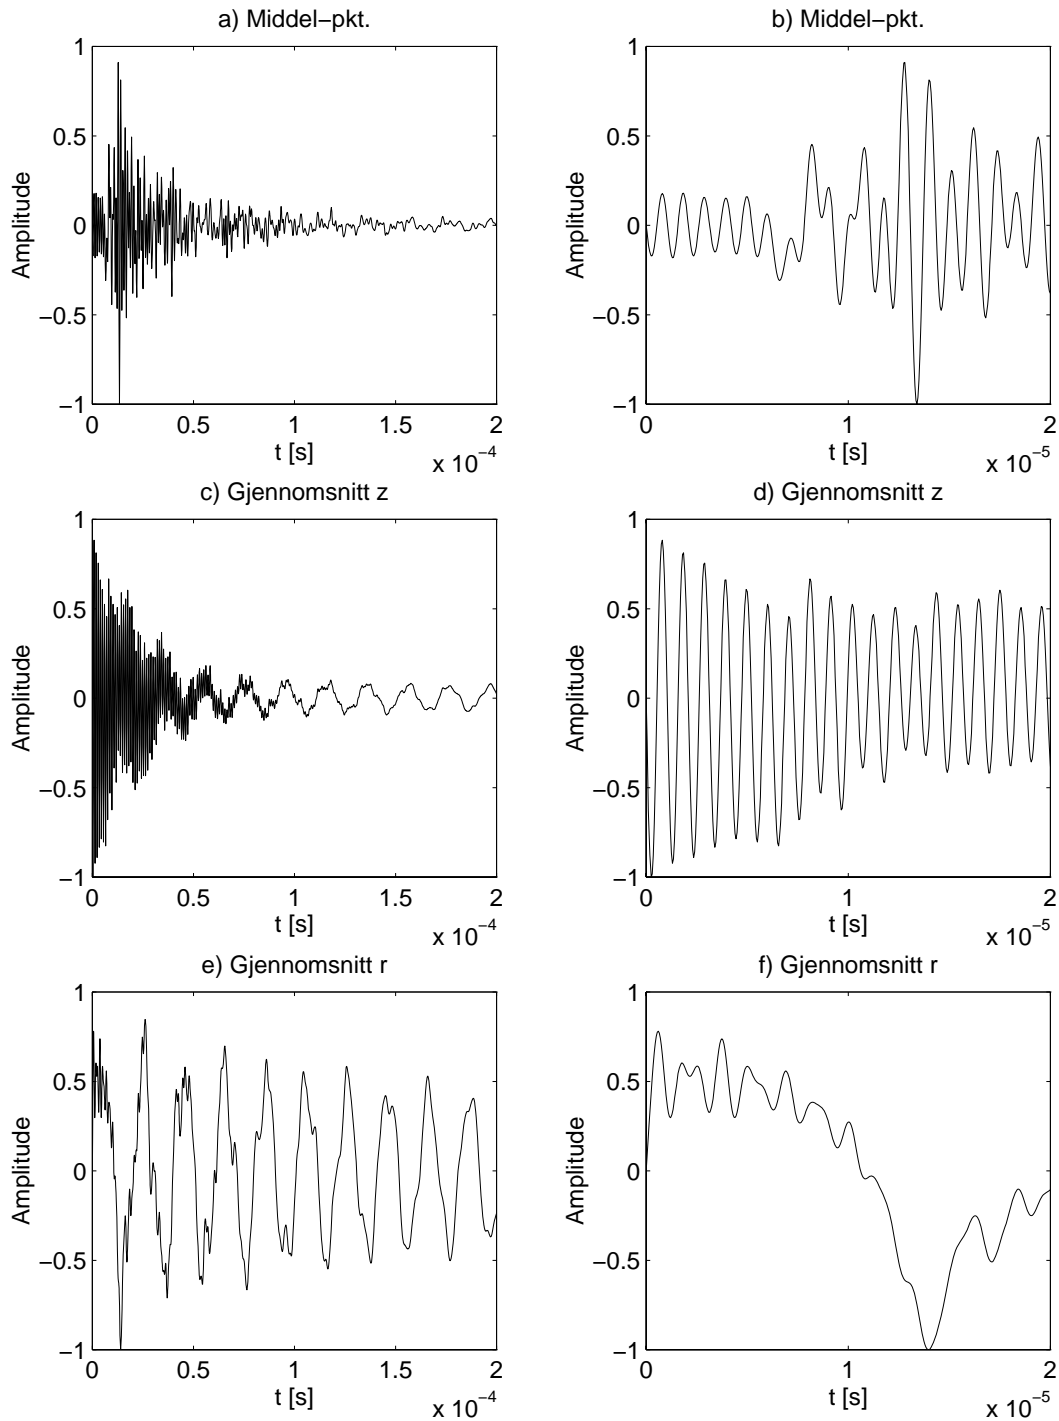 a) Middel−pkt.
1
0.5
0
−0.5
−1
Amplitude
0 0.5 1 1.5 2
t [s]
x 10⁻⁴
b) Middel−pkt.
1
0.5
0
−0.5
−1
Amplitude
0 1 2
t [s]
x 10⁻⁵
c) Gjennomsnitt z
1
0.5
0
−0.5
−1
Amplitude
0 0.5 1 1.5 2
t [s]
x 10⁻⁴
d) Gjennomsnitt z
1
0.5
0
−0.5
−1
Amplitude
0 1 2
t [s]
x 10⁻⁵
e) Gjennomsnitt r
1
0.5
0
−0.5
−1
Amplitude
0 0.5 1 1.5 2
t [s]
x 10⁻⁴
f) Gjennomsnitt r
1
0.5
0
−0.5
−1
Amplitude
0 1 2
t [s]
x 10⁻⁵